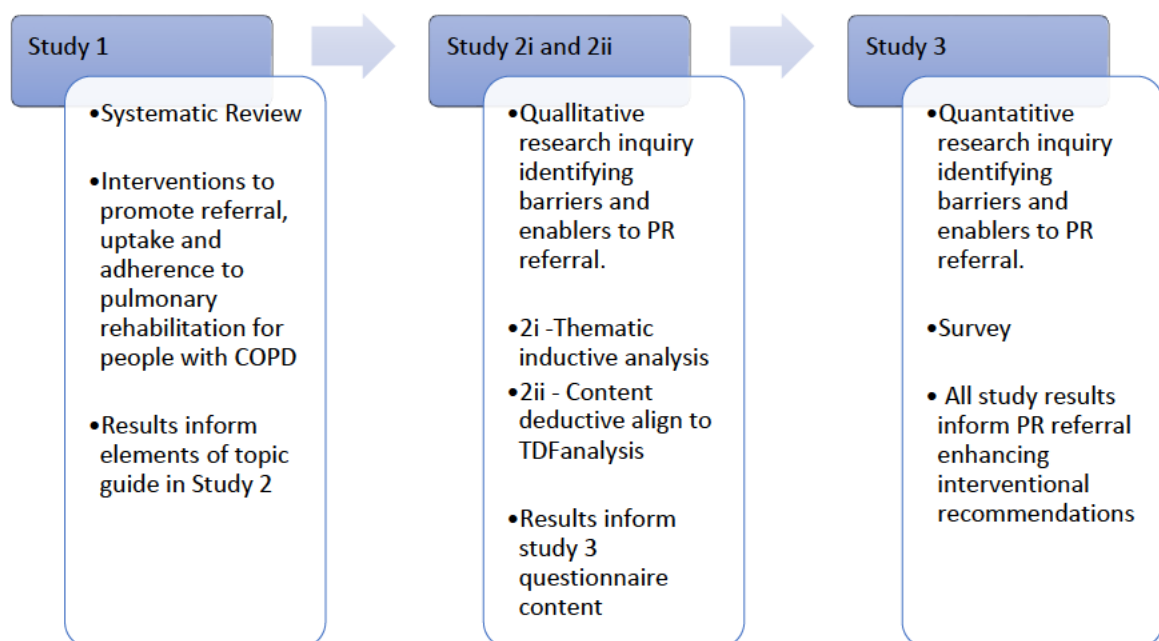 Study 1
•Systematic Review
•Interventions to
promote referral,
uptake and
adherence to
pulmonary
rehabilitation for
people with COPD
•Results inform
elements of topic
guide in Study 2
Study 2i and 2ii
•Quallitative
research inquiry
identifying
barriers and
enablers to PR
referral.
•2i -Thematic
inductive analysis
•2ii - Content
deductive align to
TDFanalysis
•Results inform
study 3
questionnaire
content
Study 3
•Quantatitive
research inquiry
identifying
barriers and
enablers to PR
referral.
•Survey
• All study results
inform PR referral
enhancing
interventional
recommendations